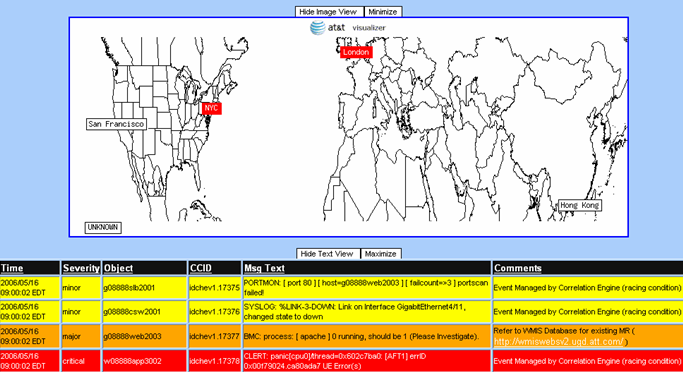 Hide Image View Minimize
at&t visualizer
London
NYC
San Francisco
Hong Kong
UNKNOWN
Hide Text View Maximize
Time Severity Object CCID Msg Text Comments
2006/05/16 09:00:02 EDT minor g08888slb2001 idchev1.17375 PORTMON: [ port 80 ] [ host=g08888web2003 ] [ failcount=>3 ] portscan
failed Event Managed by Correlation Engine (racing condition)
2006/05/16 09:00:02 EDT minor g08888csw2001 idchev1.17376 SYSLOG: %LINK-3-DOWN: Link on Interface GigabitEthernet4/11,
changed state to down Event Managed by Correlation Engine (racing condition)
2006/05/16 09:00:02 EDT major g08888web2003 idchev1.17377 BMC: process: [ apache ] 0 running, should be 1 (Please Investigate). Refer to WMIS Database for existing MR (
http://wmiswebsv2.ugd.att.com/ )
2006/05/16 09:00:02 EDT critical w08888app3002 idchev1.17378 CLERT: panic[cpu0]/thread=0x602c7ba0: [AFT1] errID
0x00f79024.ca80ada7 UE Error(s) Event Managed by Correlation Engine (racing condition)